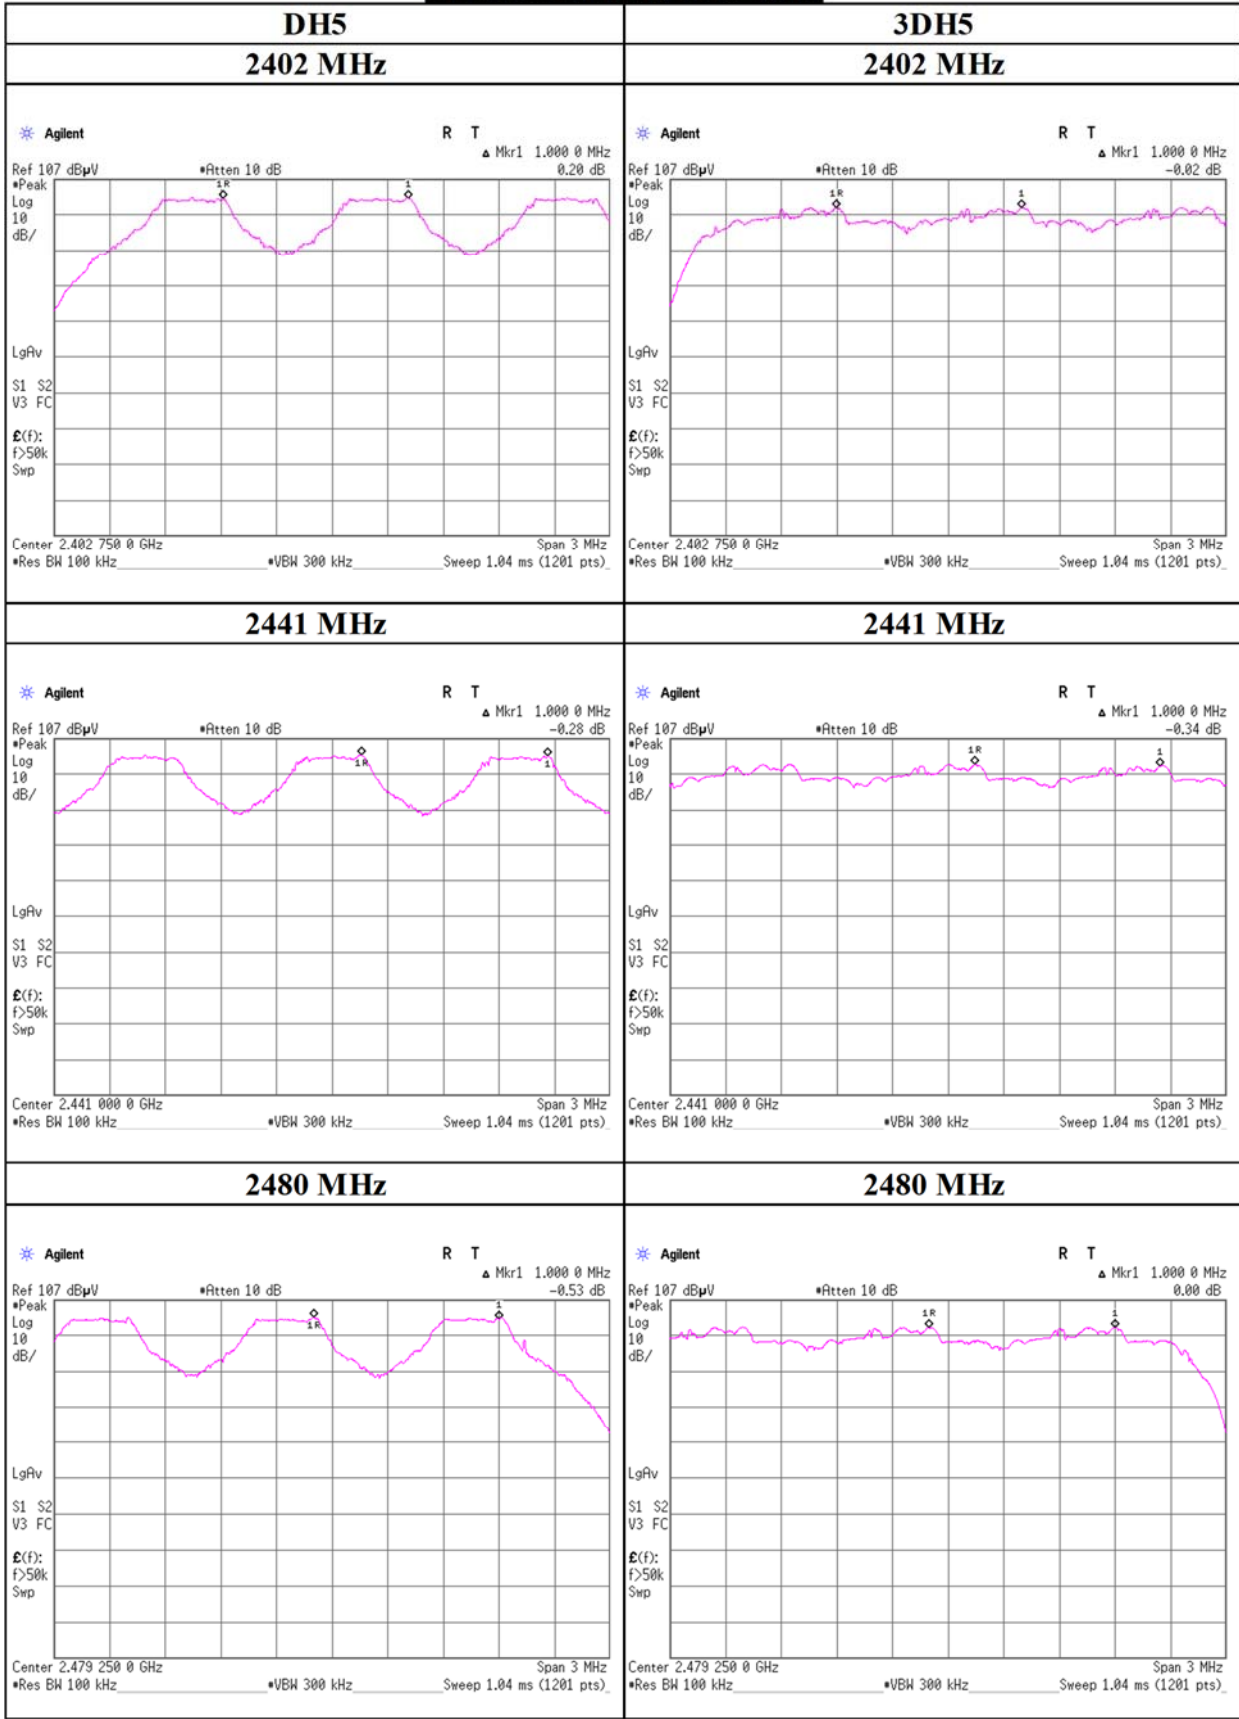 DH5
3DH5
2402 MHz
2402 MHz
Agilent
R T
Δ Mkr1 1.000 0 MHz
Ref 107 dBµV
*Atten 10 dB
0.20 dB
*Peak
Log
10
dB/
1R
1
LgAv
S1 S2
V3 FC
£(f):
f>50k
Swp
Center 2.402 750 0 GHz
Span 3 MHz
*Res BW 100 kHz
*VBW 300 kHz
Sweep 1.04 ms (1201 pts)
Agilent
R T
Δ Mkr1 1.000 0 MHz
Ref 107 dBµV
*Atten 10 dB
-0.02 dB
*Peak
Log
10
dB/
1R
1
LgAv
S1 S2
V3 FC
£(f):
f>50k
Swp
Center 2.402 750 0 GHz
Span 3 MHz
*Res BW 100 kHz
*VBW 300 kHz
Sweep 1.04 ms (1201 pts)
2441 MHz
2441 MHz
Agilent
R T
Δ Mkr1 1.000 0 MHz
Ref 107 dBµV
*Atten 10 dB
-0.28 dB
*Peak
Log
10
dB/
1R
1
LgAv
S1 S2
V3 FC
£(f):
f>50k
Swp
Center 2.441 000 0 GHz
Span 3 MHz
*Res BW 100 kHz
*VBW 300 kHz
Sweep 1.04 ms (1201 pts)
Agilent
R T
Δ Mkr1 1.000 0 MHz
Ref 107 dBµV
*Atten 10 dB
-0.34 dB
*Peak
Log
10
dB/
1R
1
LgAv
S1 S2
V3 FC
£(f):
f>50k
Swp
Center 2.441 000 0 GHz
Span 3 MHz
*Res BW 100 kHz
*VBW 300 kHz
Sweep 1.04 ms (1201 pts)
2480 MHz
2480 MHz
Agilent
R T
Δ Mkr1 1.000 0 MHz
Ref 107 dBµV
*Atten 10 dB
-0.53 dB
*Peak
Log
10
dB/
1R
1
LgAv
S1 S2
V3 FC
£(f):
f>50k
Swp
Center 2.479 250 0 GHz
Span 3 MHz
*Res BW 100 kHz
*VBW 300 kHz
Sweep 1.04 ms (1201 pts)
Agilent
R T
Δ Mkr1 1.000 0 MHz
Ref 107 dBµV
*Atten 10 dB
0.00 dB
*Peak
Log
10
dB/
1R
1
LgAv
S1 S2
V3 FC
£(f):
f>50k
Swp
Center 2.479 250 0 GHz
Span 3 MHz
*Res BW 100 kHz
*VBW 300 kHz
Sweep 1.04 ms (1201 pts)